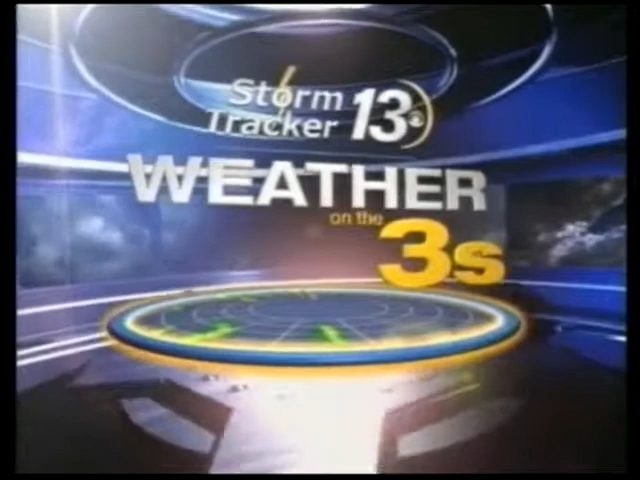 Storm
Tracker 13
WEATHER
on the
3s